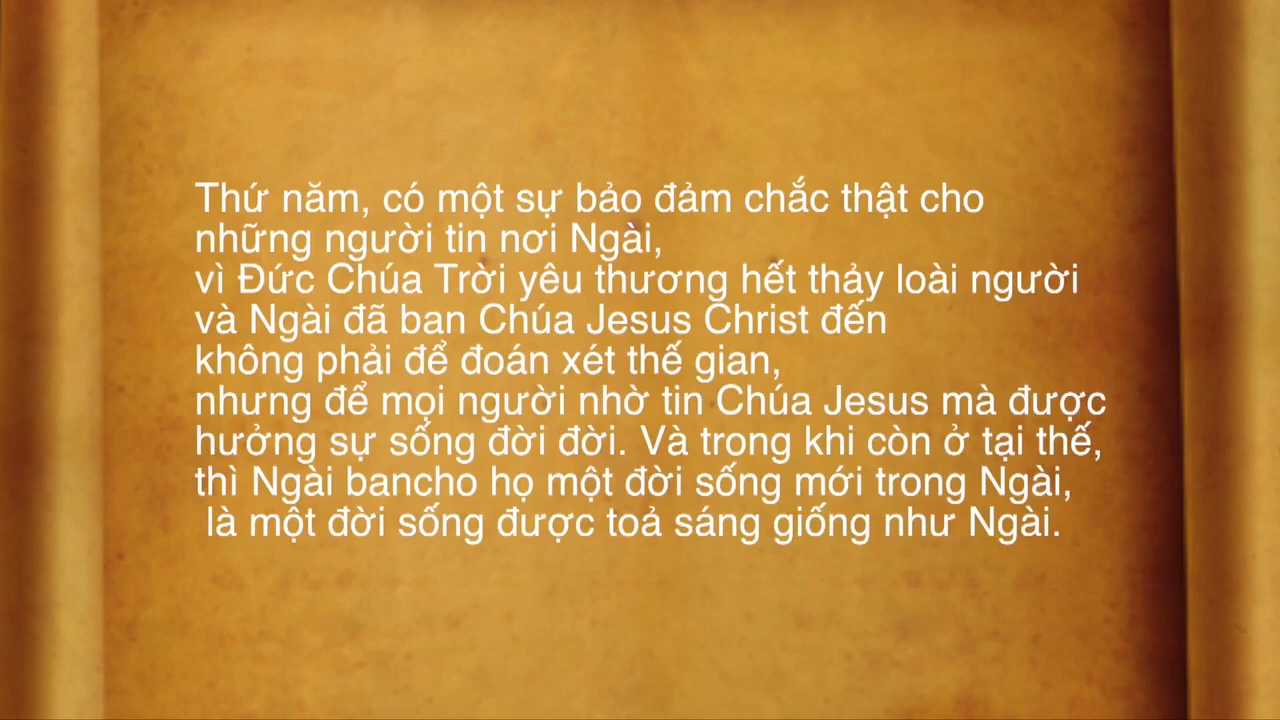 Thứ năm, có một sự bảo đảm chắc thật cho
những người tin nơi Ngài,
vì Đức Chúa Trời yêu thương hết thảy loài người
và Ngài đã ban Chúa Jesus Christ đến
không phải để đoán xét thế gian,
nhưng để mọi người nhờ tin Chúa Jesus mà được
hưởng sự sống đời đời. Và trong khi còn ở tại thế,
thì Ngài bancho họ một đời sống mới trong Ngài,
là một đời sống được toả sáng giống như Ngài.